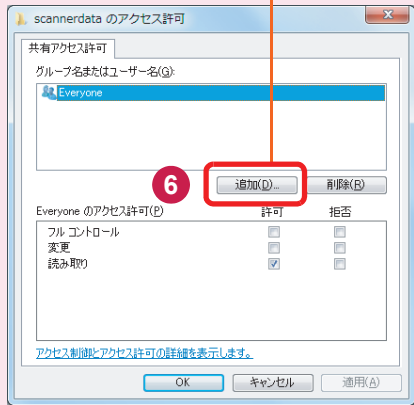 scannerdata のアクセス許可
共有アクセス許可
グループ名またはユーザー名(G):
Everyone
6
追加(D)... 削除(R)
Everyone のアクセス許可(P) 許可 拒否
フル コントロール
変更
読み取り
アクセス制御とアクセス許可の詳細を表示します。
OK キャンセル 適用(A)